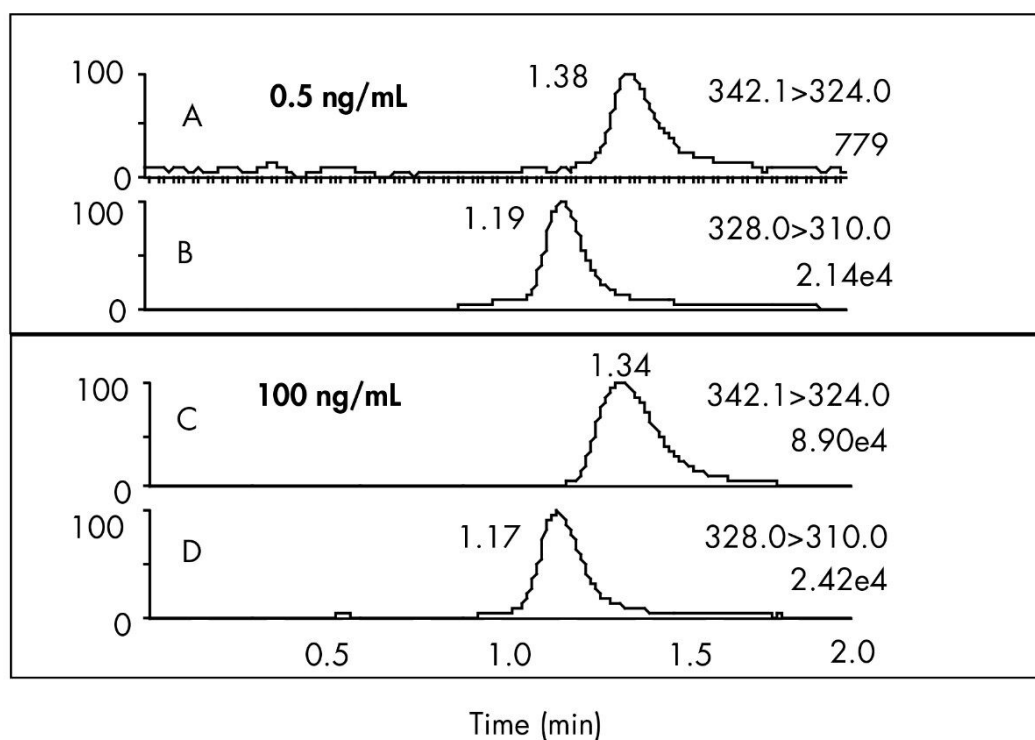 100
A
0.5 ng/mL
1.38
342.1>324.0
779
0
100
B
1.19
328.0>310.0
2.14e4
0
100
C
100 ng/mL
1.34
342.1>324.0
8.90e4
0
100
D
1.17
328.0>310.0
2.42e4
0
0.5 1.0 1.5 2.0
Time (min)